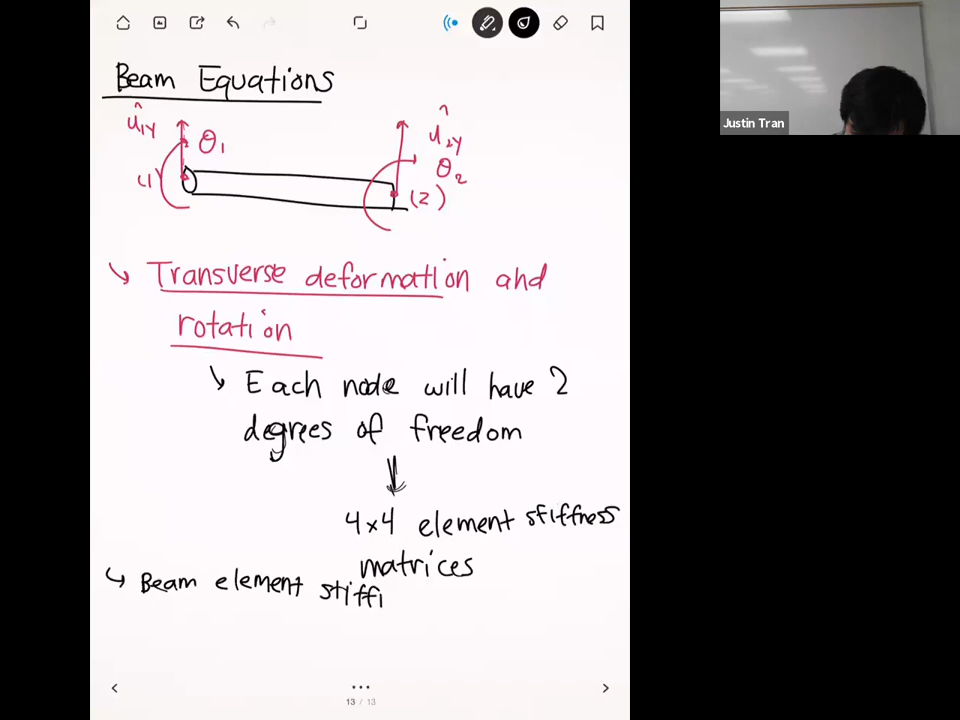 Beam Equations
û1y
θ1
(1)
û2y
θ2
(2)
↳ Transverse deformation and
rotation
↳ Each node will have 2
degrees of freedom
4x4 element stiffness
matrices
↳ Beam element stiffi
13 / 13
Justin Tran